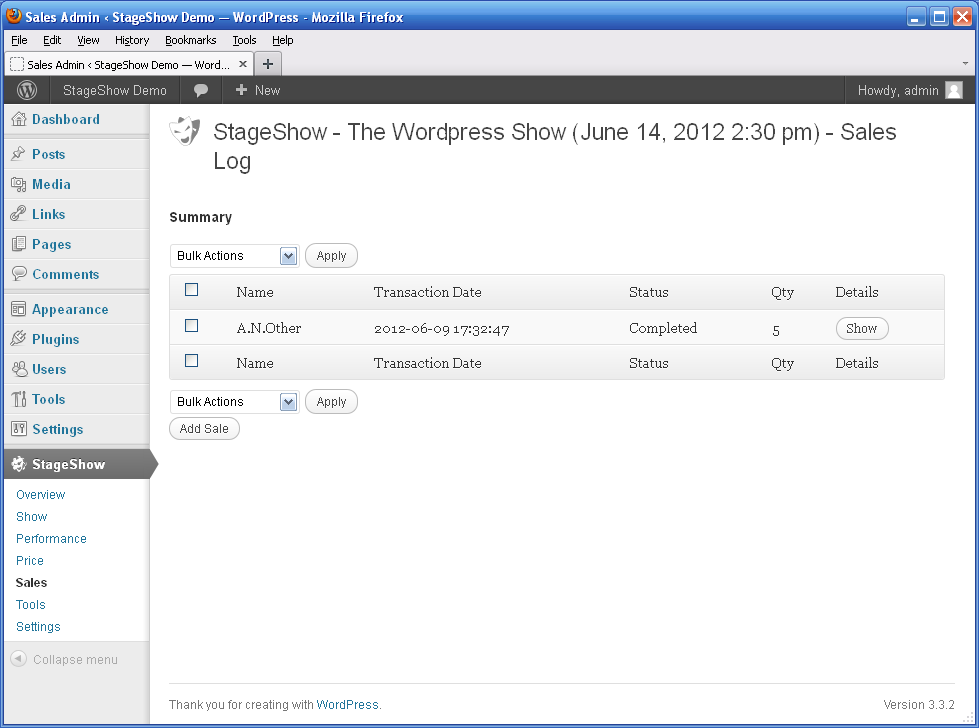 Sales Admin ‹ StageShow Demo — WordPress - Mozilla Firefox
File Edit View History Bookmarks Tools Help
Sales Admin ‹ StageShow Demo — Word...
StageShow Demo New Howdy, admin
Dashboard
Posts
Media
Links
Pages
Comments
Appearance
Plugins
Users
Tools
Settings
StageShow
Overview
Show
Performance
Price
Sales
Tools
Settings
Collapse menu
StageShow - The Wordpress Show (June 14, 2012 2:30 pm) - Sales
Log
Summary
Bulk Actions Apply
Name Transaction Date Status Qty Details
A.N.Other 2012-06-09 17:32:47 Completed 5 Show
Name Transaction Date Status Qty Details
Bulk Actions Apply
Add Sale
Thank you for creating with WordPress. Version 3.3.2